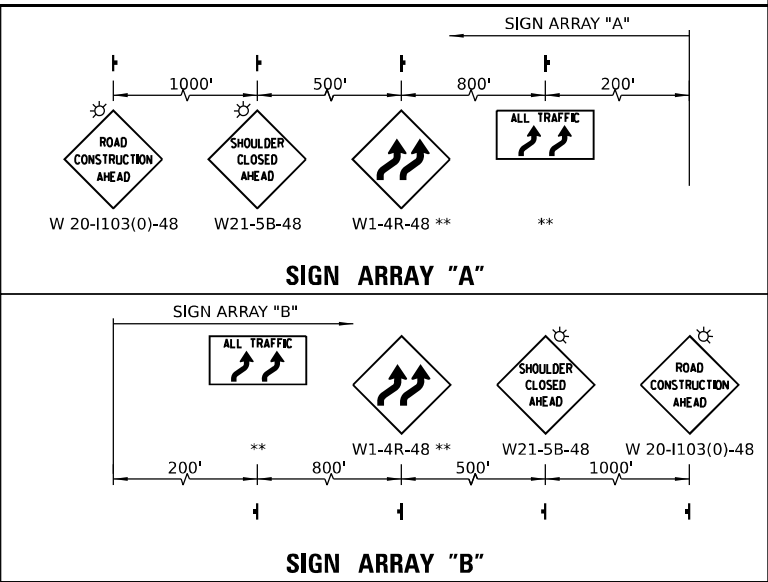 SIGN ARRAY "A"
1000' 500' 800' 200'
ROAD
CONSTRUCTION
AHEAD
SHOULDER
CLOSED
AHEAD
ALL TRAFFIC
W 20-I103(0)-48 W21-5B-48 W1-4R-48 ** **
SIGN ARRAY "A"
SIGN ARRAY "B"
ALL TRAFFIC
SHOULDER
CLOSED
AHEAD
ROAD
CONSTRUCTION
AHEAD
** W1-4R-48 ** W21-5B-48 W 20-I103(0)-48
200' 800' 500' 1000'
SIGN ARRAY "B"